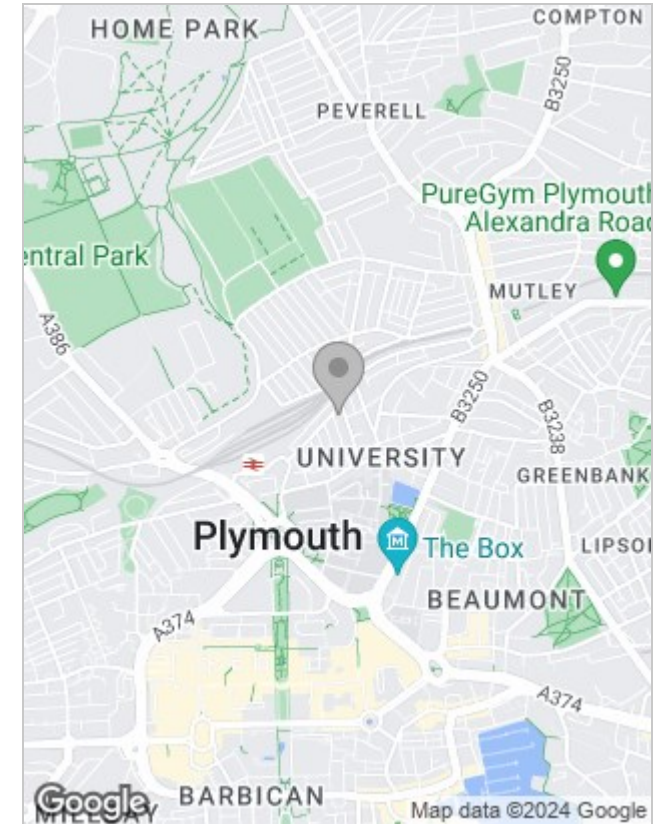 COMPTON
HOME PARK
B3250
PEVERELL
PureGym Plymouth
Alexandra Road
entral Park
MUTLEY
A386
B3250
B3238
UNIVERSITY
GREENBANK
Plymouth
The Box
LIPSO
BEAUMONT
A374
A374
Google
BARBICAN
MILLBAY
Map data ©2024 Google